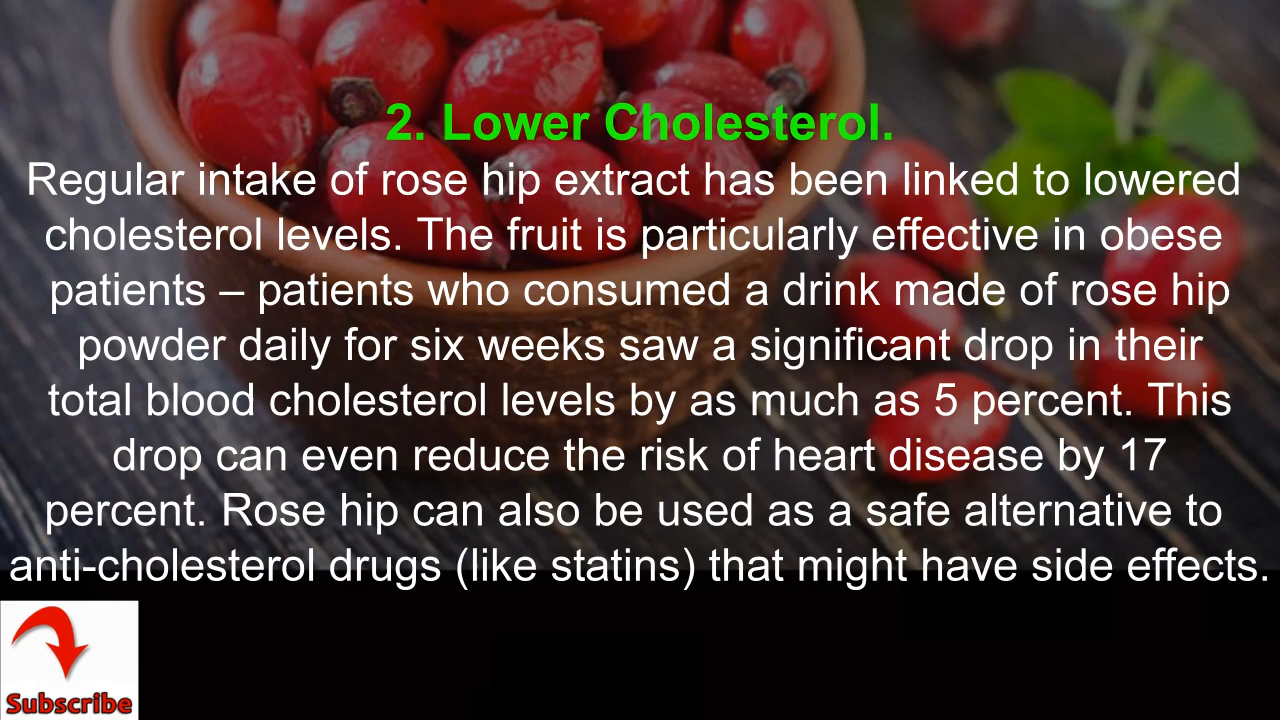 2. Lower Cholesterol.
Regular intake of rose hip extract has been linked to lowered
cholesterol levels. The fruit is particularly effective in obese
patients – patients who consumed a drink made of rose hip
powder daily for six weeks saw a significant drop in their
total blood cholesterol levels by as much as 5 percent. This
drop can even reduce the risk of heart disease by 17
percent. Rose hip can also be used as a safe alternative to
anti-cholesterol drugs (like statins) that might have side effects.
Subscribe